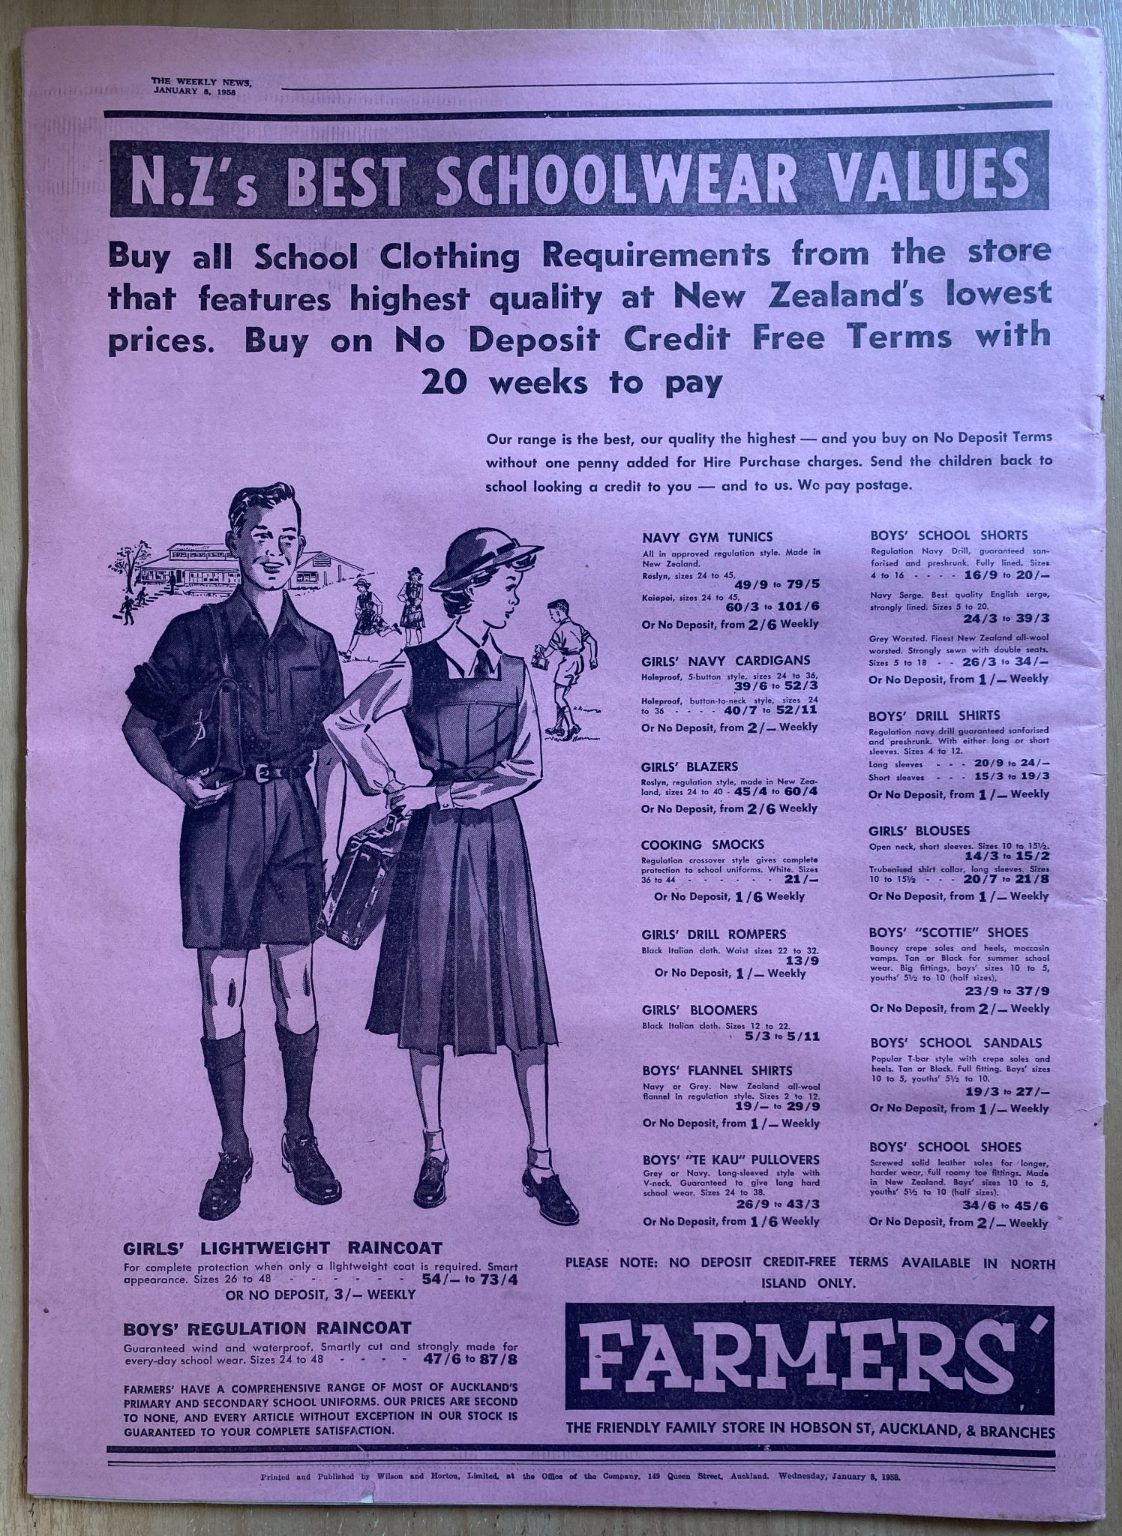 THE WEEKLY NEWS,
JANUARY 8, 1958
N.Z's BEST SCHOOLWEAR VALUES
Buy all School Clothing Requirements from the store
that features highest quality at New Zealand's lowest
prices. Buy on No Deposit Credit Free Terms with
20 weeks to pay
Our range is the best, our quality the highest — and you buy on No Deposit Terms
without one penny added for Hire Purchase charges. Send the children back to
school looking a credit to you — and to us. We pay postage.
NAVY GYM TUNICS
All in approved regulation style. Made in
New Zealand.
Roslyn, sizes 24 to 45,
49/9 to 79/5
Kaiapoi, sizes 24 to 45,
60/3 to 101/6
Or No Deposit, from 2/6 Weekly
GIRLS' NAVY CARDIGANS
Holeproof, 5-button style, sizes 24 to 36,
39/6 to 52/3
Holeproof, button-to-neck style, sizes 24
to 36 - - - - 40/7 to 52/11
Or No Deposit, from 2/— Weekly
GIRLS' BLAZERS
Roslyn, regulation style, made in New Zea-
land, sizes 24 to 40 - 45/4 to 60/4
Or No Deposit, from 2/6 Weekly
COOKING SMOCKS
Regulation crossover style gives complete
protection to school uniforms. White. Sizes
36 to 44 - - - - - - 21/—
Or No Deposit, 1/6 Weekly
GIRLS' DRILL ROMPERS
Black Italian cloth. Waist sizes 22 to 32.
13/9
Or No Deposit, 1/— Weekly
GIRLS' BLOOMERS
Black Italian cloth. Sizes 12 to 22.
5/3 to 5/11
BOYS' FLANNEL SHIRTS
Navy or Grey. New Zealand all-wool
flannel in regulation style. Sizes 2 to 12.
19/— to 29/9
Or No Deposit, from 1/— Weekly
BOYS' "TE KAU" PULLOVERS
Grey or Navy. Long-sleeved style with
V-neck. Guaranteed to give long hard
school wear. Sizes 24 to 38.
26/9 to 43/3
Or No Deposit, from 1/6 Weekly
BOYS' SCHOOL SHORTS
Regulation Navy Drill, guaranteed san-
forised and preshrunk. Fully lined. Sizes
4 to 16 - - - - 16/9 to 20/—
Navy Serge. Best quality English serge,
strongly lined. Sizes 5 to 20.
24/3 to 39/3
Grey Worsted. Finest New Zealand all-wool
worsted. Strongly sewn with double seats.
Sizes 5 to 18 - - 26/3 to 34/—
Or No Deposit, from 1/— Weekly
BOYS' DRILL SHIRTS
Regulation navy drill guaranteed sanforised
and preshrunk. With either long or short
sleeves. Sizes 4 to 12.
Long sleeves - - - 20/9 to 24/—
Short sleeves - - - 15/3 to 19/3
Or No Deposit, from 1/— Weekly
GIRLS' BLOUSES
Open neck, short sleeves. Sizes 10 to 15½.
14/3 to 15/2
Trubenised shirt collar, long sleeves. Sizes
10 to 15½ - - - 20/7 to 21/8
Or No Deposit, from 1/— Weekly
BOYS' "SCOTTIE" SHOES
Bouncy crepe soles and heels, moccasin
vamps. Tan or Black for summer school
wear. Big fittings, boys' sizes 10 to 5,
youths' 5½ to 10 (half sizes),
23/9 to 37/9
Or No Deposit, from 2/— Weekly
BOYS' SCHOOL SANDALS
Popular T-bar style with crepe soles and
heels. Tan or Black. Full fitting. Boys' sizes
10 to 5, youths' 5½ to 10.
19/3 to 27/—
Or No Deposit, from 1/— Weekly
BOYS' SCHOOL SHOES
Screwed solid leather soles for longer,
harder wear, full roomy toe fittings. Made
in New Zealand. Boys' sizes 10 to 5,
youths' 5½ to 10 (half sizes).
34/6 to 45/6
Or No Deposit, from 2/— Weekly
GIRLS' LIGHTWEIGHT RAINCOAT
For complete protection when only a lightweight coat is required. Smart
appearance. Sizes 26 to 48 - - - - - - 54/— to 73/4
OR NO DEPOSIT, 3/— WEEKLY
BOYS' REGULATION RAINCOAT
Guaranteed wind and waterproof. Smartly cut and strongly made for
every-day school wear. Sizes 24 to 48 - - - - 47/6 to 87/8
FARMERS' HAVE A COMPREHENSIVE RANGE OF MOST OF AUCKLAND'S
PRIMARY AND SECONDARY SCHOOL UNIFORMS. OUR PRICES ARE SECOND
TO NONE, AND EVERY ARTICLE WITHOUT EXCEPTION IN OUR STOCK IS
GUARANTEED TO YOUR COMPLETE SATISFACTION.
PLEASE NOTE: NO DEPOSIT CREDIT-FREE TERMS AVAILABLE IN NORTH
ISLAND ONLY.
FARMERS'
THE FRIENDLY FAMILY STORE IN HOBSON ST, AUCKLAND, & BRANCHES
Printed and Published by Wilson and Horton, Limited, at the Office of the Company, 149 Queen Street, Auckland. Wednesday, January 8, 1958.